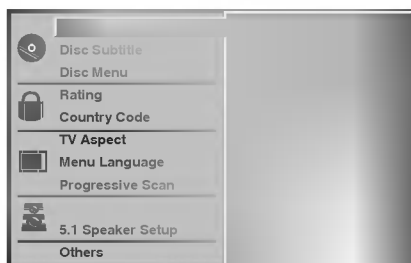 Disc Subtitle
Disc Menu
Rating
Country Code
TV Aspect
Menu Language
Progressive Scan
5.1 Speaker Setup
Others